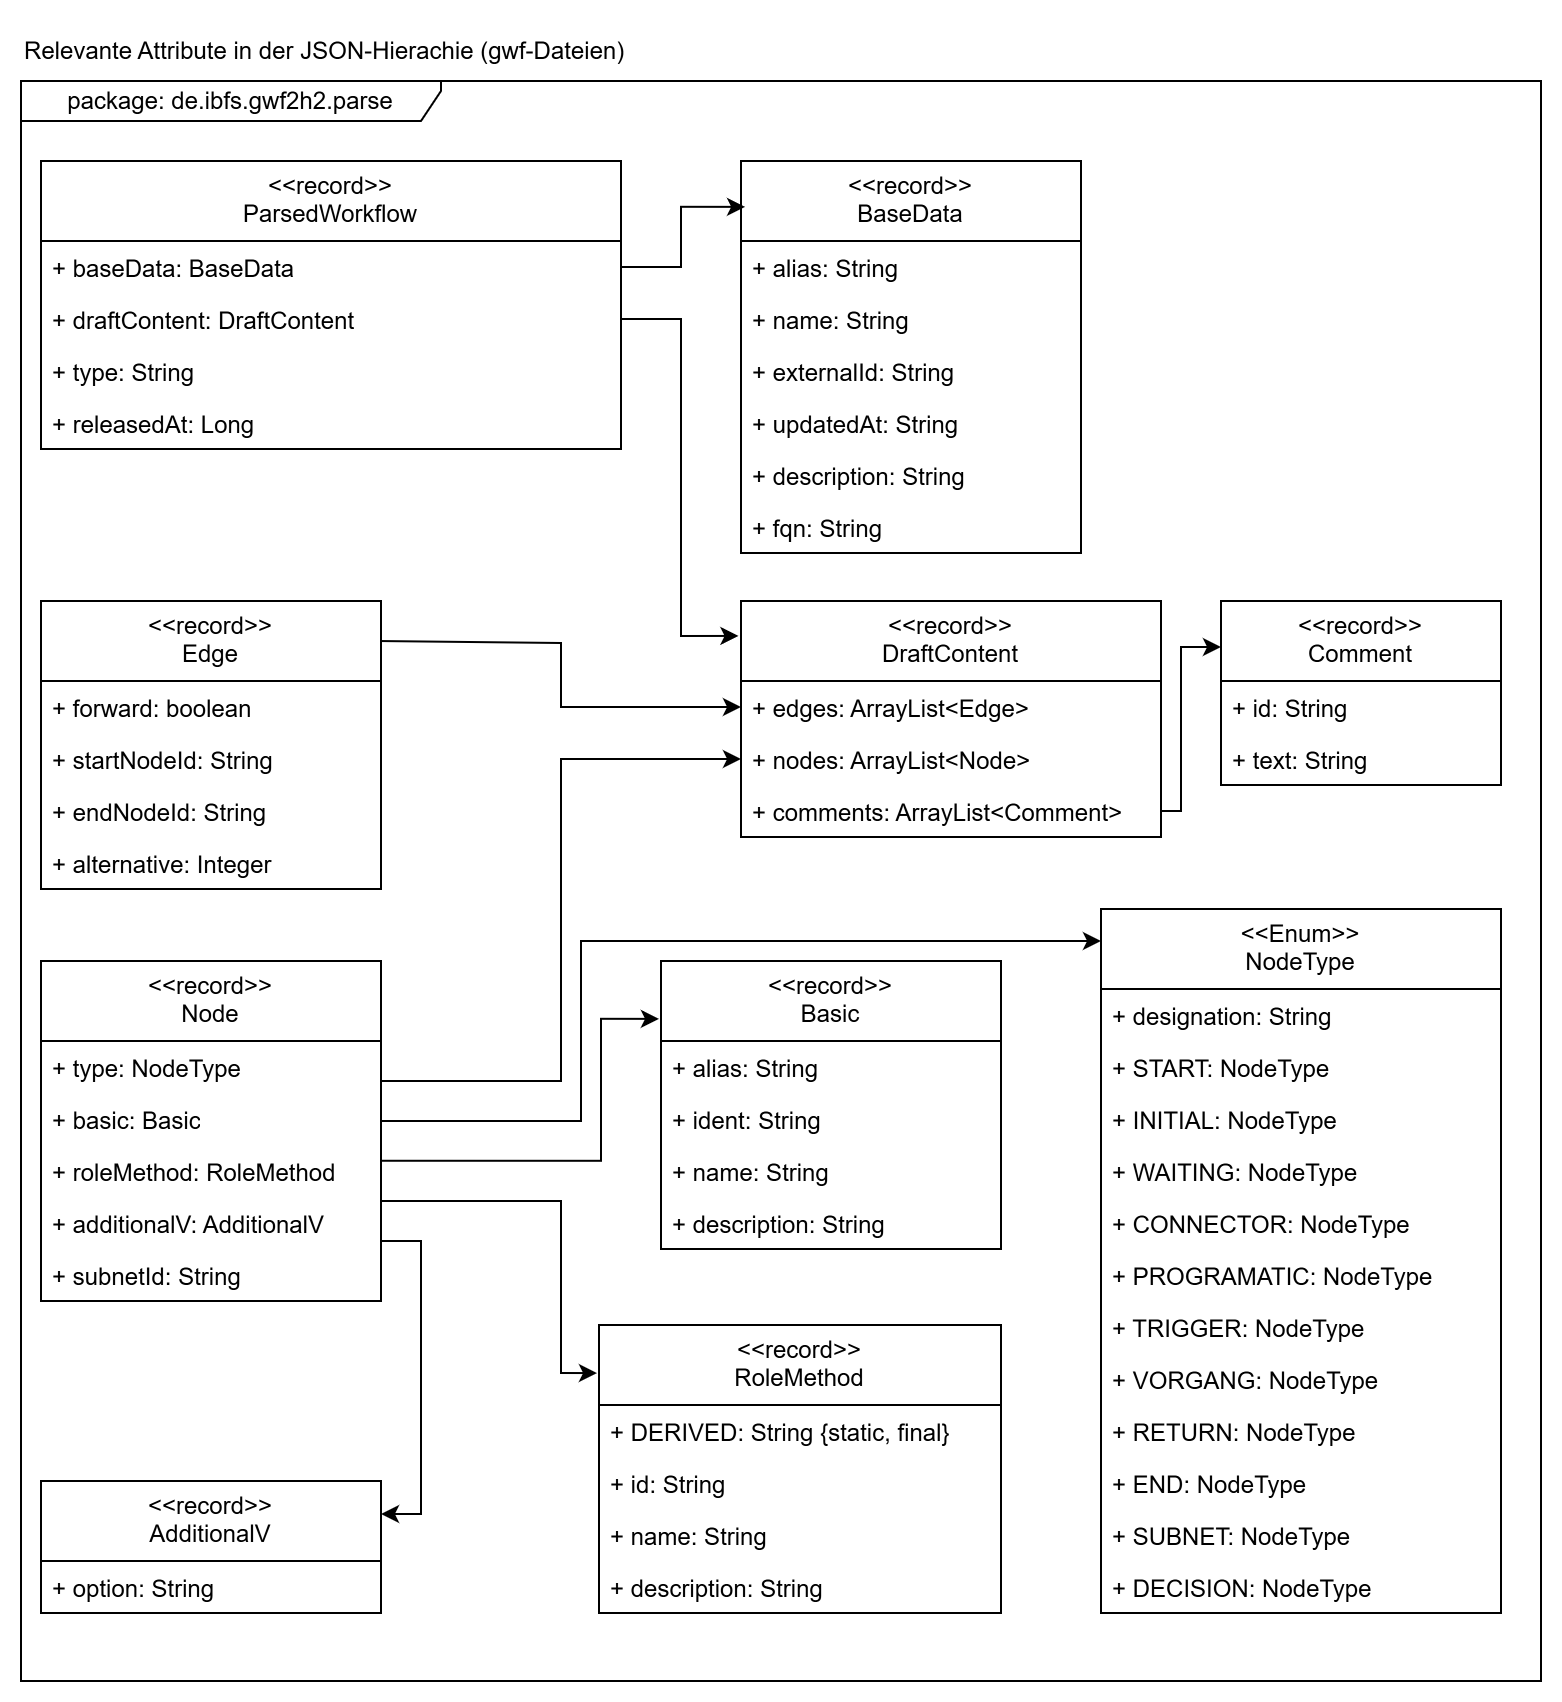 Relevante Attribute in der JSON-Hierachie (gwf-Dateien)
package: de.ibfs.gwf2h2.parse
<<record>>
ParsedWorkflow
+ baseData: BaseData
+ draftContent: DraftContent
+ type: String
+ releasedAt: Long
<<record>>
BaseData
+ alias: String
+ name: String
+ externalId: String
+ updatedAt: String
+ description: String
+ fqn: String
<<record>>
Edge
+ forward: boolean
+ startNodeId: String
+ endNodeId: String
+ alternative: Integer
<<record>>
DraftContent
+ edges: ArrayList<Edge>
+ nodes: ArrayList<Node>
+ comments: ArrayList<Comment>
<<record>>
Comment
+ id: String
+ text: String
<<record>>
Node
+ type: NodeType
+ basic: Basic
+ roleMethod: RoleMethod
+ additionalV: AdditionalV
+ subnetId: String
<<record>>
Basic
+ alias: String
+ ident: String
+ name: String
+ description: String
<<Enum>>
NodeType
+ designation: String
+ START: NodeType
+ INITIAL: NodeType
+ WAITING: NodeType
+ CONNECTOR: NodeType
+ PROGRAMATIC: NodeType
+ TRIGGER: NodeType
+ VORGANG: NodeType
+ RETURN: NodeType
+ END: NodeType
+ SUBNET: NodeType
+ DECISION: NodeType
<<record>>
RoleMethod
+ DERIVED: String {static, final}
+ id: String
+ name: String
+ description: String
<<record>>
AdditionalV
+ option: String